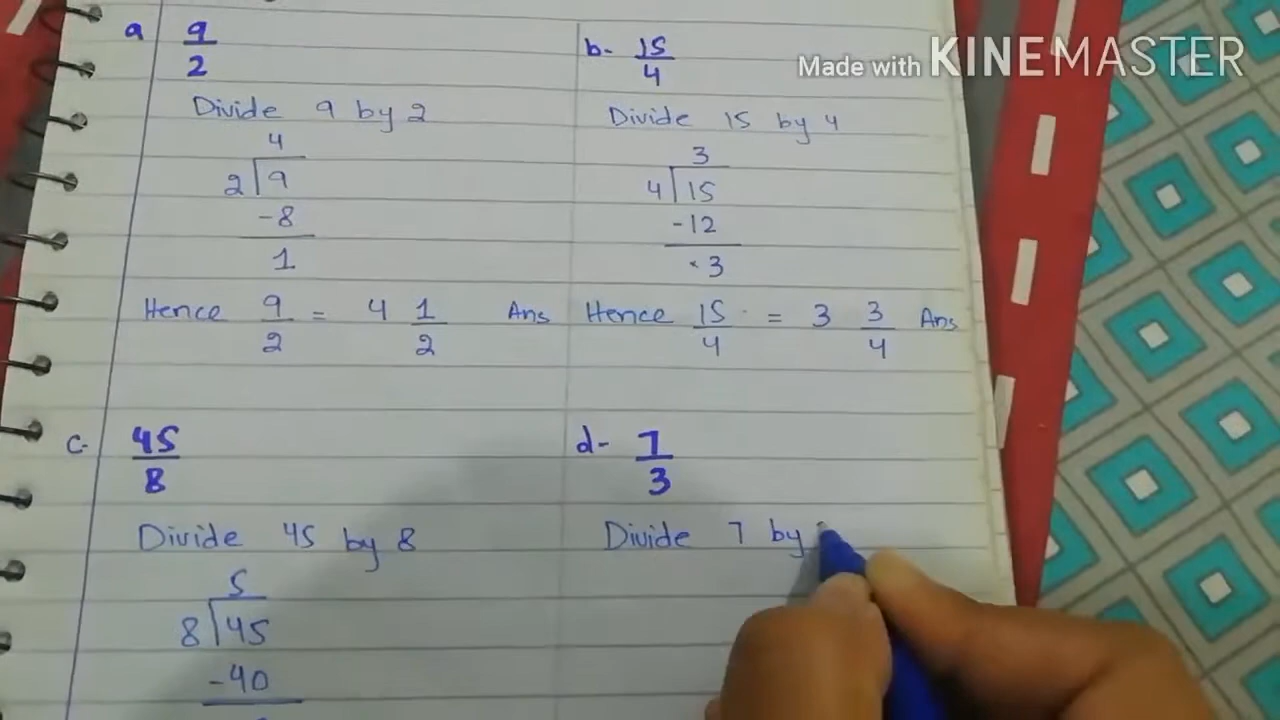 Made with KINEMASTER
a 9/2
Divide 9 by 2
4
2 9
-8
1
Hence 9/2 = 4 1/2 Ans
b- 15/4
Divide 15 by 4
3
4 15
-12
3
Hence 15/4 = 3 3/4 Ans
c- 45/8
Divide 45 by 8
5
8 45
-40
d- 7/3
Divide 7 by